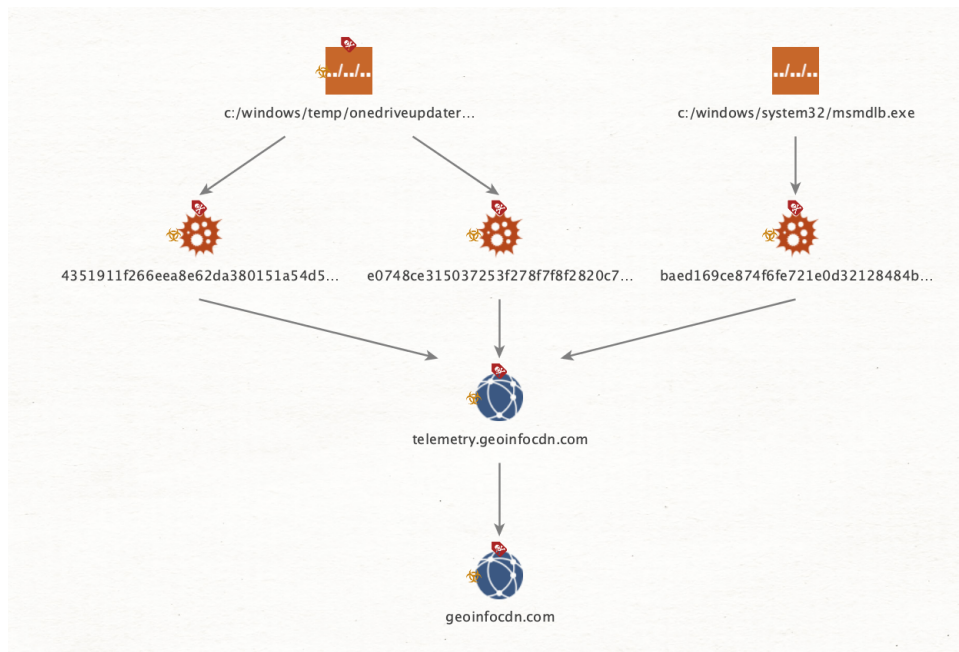 ../../..
../../..
c:/windows/temp/onedriveupdater...
c:/windows/system32/msmdlb.exe
4351911f266eea8e62da380151a54d5...
e0748ce315037253f278f7f8f2820c7...
baed169ce874f6fe721e0d32128484b...
telemetry.geoinfocdn.com
geoinfocdn.com